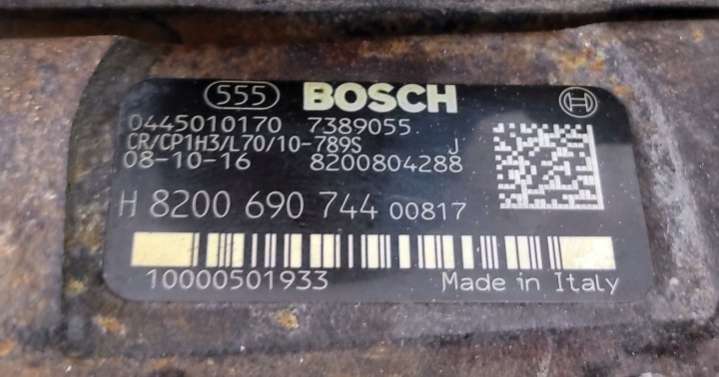 555 BOSCH
0445010170 7389055
CR/CP1H3/L70/10-789S J
08-10-16 8200804288
H 8200 690 744 00817
10000501933 Made in Italy